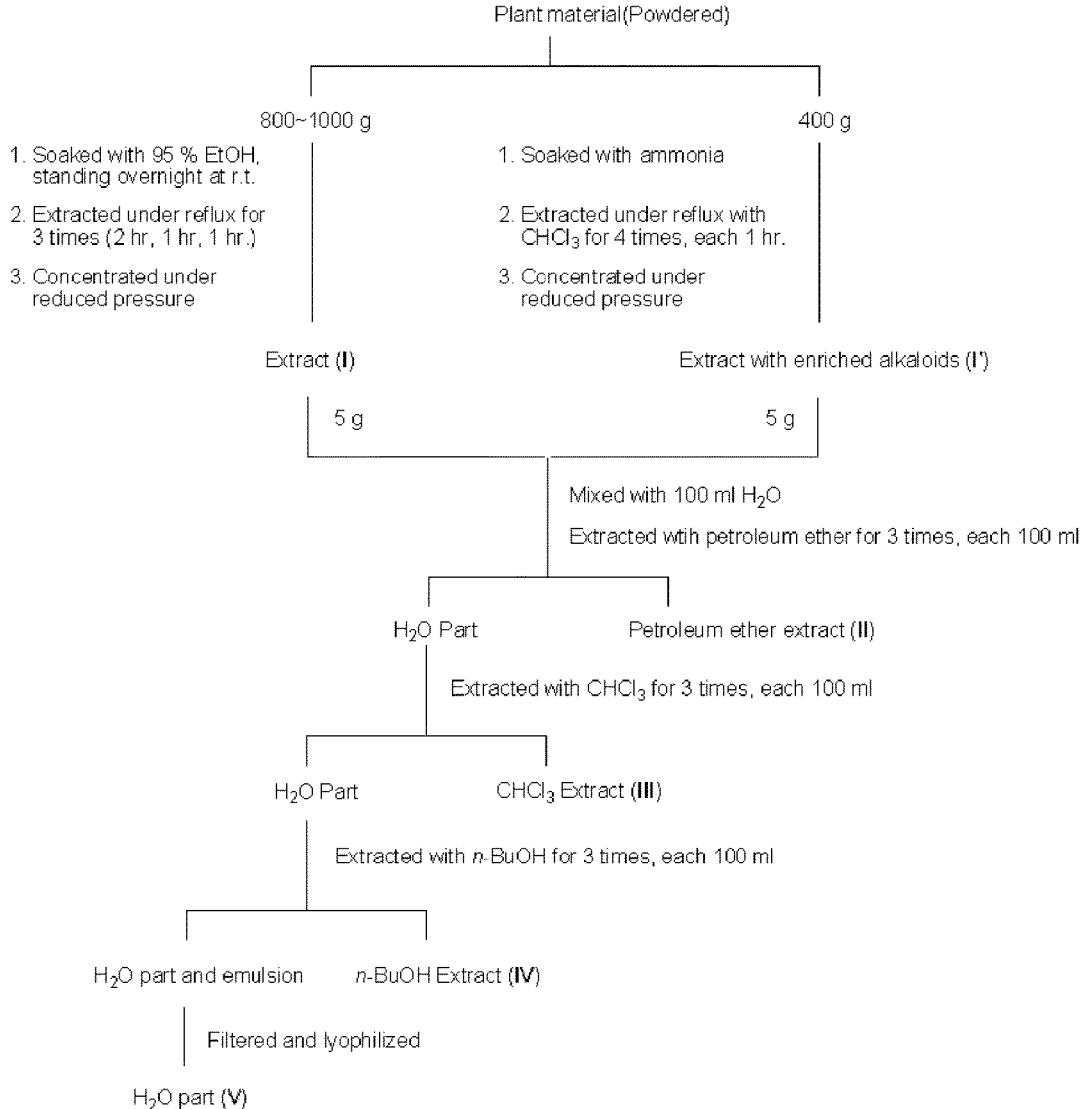 Plant material(Powdered)
800~1000 g
400 g
1. Soaked with 95 % EtOH,
standing overnight at r.t.
2. Extracted under reflux for
3 times (2 hr, 1 hr, 1 hr.)
3. Concentrated under
reduced pressure
1. Soaked with ammonia
2. Extracted under reflux with
CHCl₃ for 4 times, each 1 hr.
3. Concentrated under
reduced pressure
Extract (I)
Extract with enriched alkaloids (I')
5 g
5 g
Mixed with 100 ml H₂O
Extracted wtih petroleum ether for 3 times, each 100 ml
H₂O Part
Petroleum ether extract (II)
Extracted with CHCl₃ for 3 times, each 100 ml
H₂O Part
CHCl₃ Extract (III)
Extracted with n-BuOH for 3 times, each 100 ml
H₂O part and emulsion
n-BuOH Extract (IV)
Filtered and lyophilized
H₂O part (V)